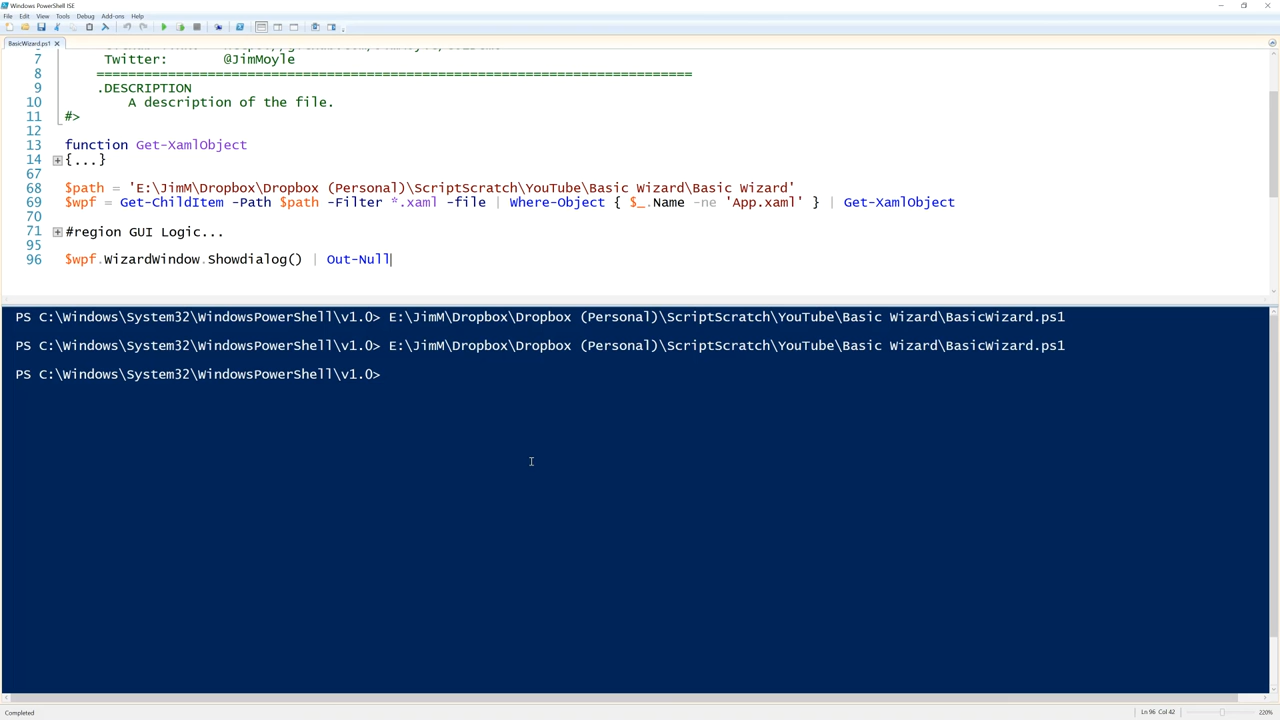 Windows PowerShell ISE
File Edit View Tools Debug Add-ons Help
BasicWizard.ps1
7 Twitter: @JimMoyle
8 ===========================================================================
9 .DESCRIPTION
10 A description of the file.
11 #>
12
13 function Get-XamlObject
14 {...}
67
68 $path = 'E:\JimM\Dropbox\Dropbox (Personal)\ScriptScratch\YouTube\Basic Wizard\Basic Wizard'
69 $wpf = Get-ChildItem -Path $path -Filter *.xaml -file | Where-Object { $_.Name -ne 'App.xaml' } | Get-XamlObject
70
71 #region GUI Logic...
95
96 $wpf.WizardWindow.Showdialog() | Out-Null
PS C:\Windows\System32\WindowsPowerShell\v1.0> E:\JimM\Dropbox\Dropbox (Personal)\ScriptScratch\YouTube\Basic Wizard\BasicWizard.ps1
PS C:\Windows\System32\WindowsPowerShell\v1.0> E:\JimM\Dropbox\Dropbox (Personal)\ScriptScratch\YouTube\Basic Wizard\BasicWizard.ps1
PS C:\Windows\System32\WindowsPowerShell\v1.0>
Completed
Ln 96 Col 42
220%